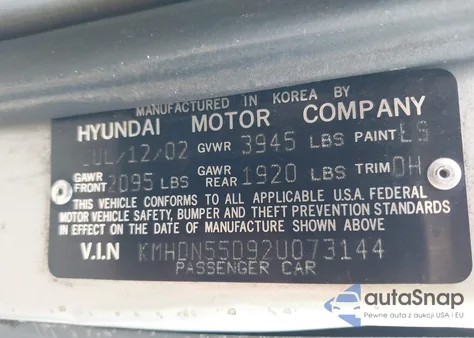 MANUFACTURED IN KOREA BY
HYUNDAI MOTOR COMPANY
JUL/12/02 GVWR 3945 LBS PAINT LS
GAWR FRONT 2095 LBS GAWR REAR 1920 LBS TRIM OH
THIS VEHICLE CONFORMS TO ALL APPLICABLE U.S.A. FEDERAL
MOTOR VEHICLE SAFETY, BUMPER AND THEFT PREVENTION STANDARDS
IN EFFECT ON THE DATE OF MANUFACTURE SHOWN ABOVE.
V.I.N KMHDN55D92U073144
PASSENGER CAR
autoSnap
Pewne auta z aukcji USA i EU